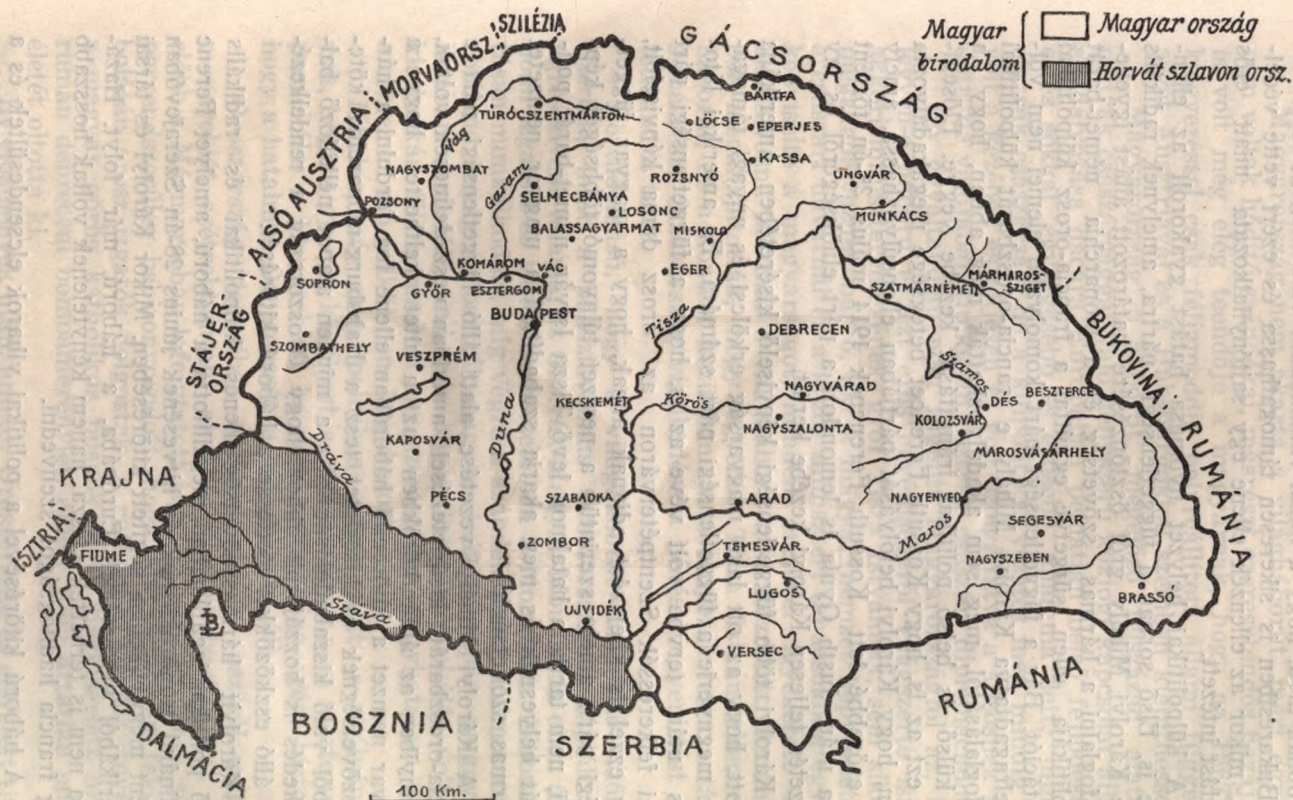 SZILÉZIA
MORVAORSZ.
GÁCSORSZÁG
Magyar
birodalom
Magyar ország
Horvát szlavon orsz.
ALSÓ AUSZTRIA
BÁRTFA
TÚRÓCSZENTMÁRTON
LŐCSE
EPERJES
Vág
KASSA
NAGYSZOMBAT
ROZSNYÓ
UNGVÁR
Garam
SELMECBÁNYA
POZSONY
LOSONC
MUNKÁCS
BALASSAGYARMAT
MISKOLC
KOMÁROM
VÁC
EGER
SOPRON
GYŐR
ESZTERGOM
MÁRMAROS-
SZIGET
SZATMÁRNÉMETI
STÁJER-
ORSZÁG
BUDAPEST
Tisza
DEBRECEN
BUKOVINA
SZOMBATHELY
VESZPRÉM
Számos
NAGYVÁRAD
DÉS
BESZTERCE
KECSKEMÉT
Körös
NAGYSZALONTA
KOLOZSVÁR
RUMÁNIA
Duna
KAPOSVÁR
Dráva
MAROSVÁSÁRHELY
KRAJNA
PÉCS
SZABADKA
ARAD
NAGYENYED
ISZTRIA
SEGESVÁR
Maros
FIUME
ZOMBOR
TEMESVÁR
NAGYSZEBEN
LUGOS
BRASSÓ
Száva
UJVIDÉK
VERSEC
RUMÁNIA
BOSZNIA
SZERBIA
DALMÁCIA
100 Km.